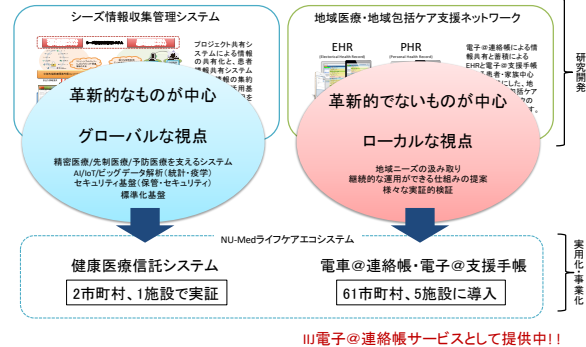 シーズ情報収集管理システム
プロジェクト共有シ
ステムによる情報
の共有化と、患者
情報共有システム
革新的なものが中心
グローバルな視点
精密医療/先制医療/予防医療を支えるシステム
AI/IoT/ビッグデータ解析(統計・疫学)
セキュリティ基盤(保管・セキュリティ)
標準化基盤
地域医療・地域包括ケア支援ネットワーク
EHR
(Electrical Health Record)
PHR
(Personal Health Record)
電子@連絡帳による情
報共有と蓄積による
EHRと電子@支援手帳
革新的でないものが中心
ローカルな視点
地域ニーズの汲み取り
継続的な運用ができる仕組みの提案
様々な実証的検証
研究開発
NU-Medライフケアエコシステム
健康医療信託システム
2市町村、1施設で実証
電車@連絡帳・電子@支援手帳
61市町村、5施設に導入
実用化・事業化
IIJ電子@連絡帳サービスとして提供中!!